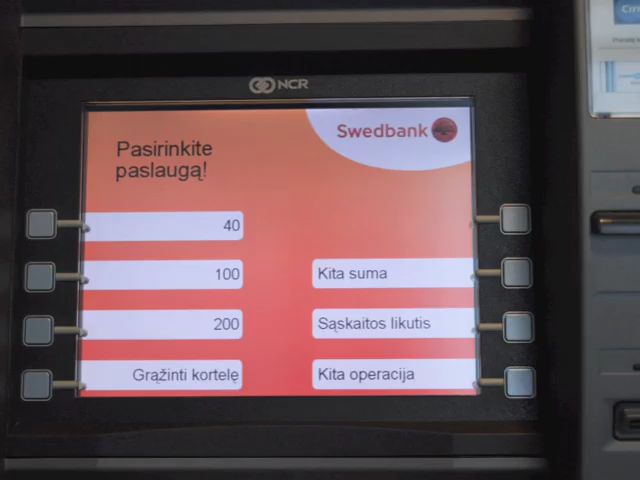 NCR
Swedbank
Pasirinkite
paslaugą!
40
100
Kita suma
200
Sąskaitos likutis
Grąžinti kortelę
Kita operacija